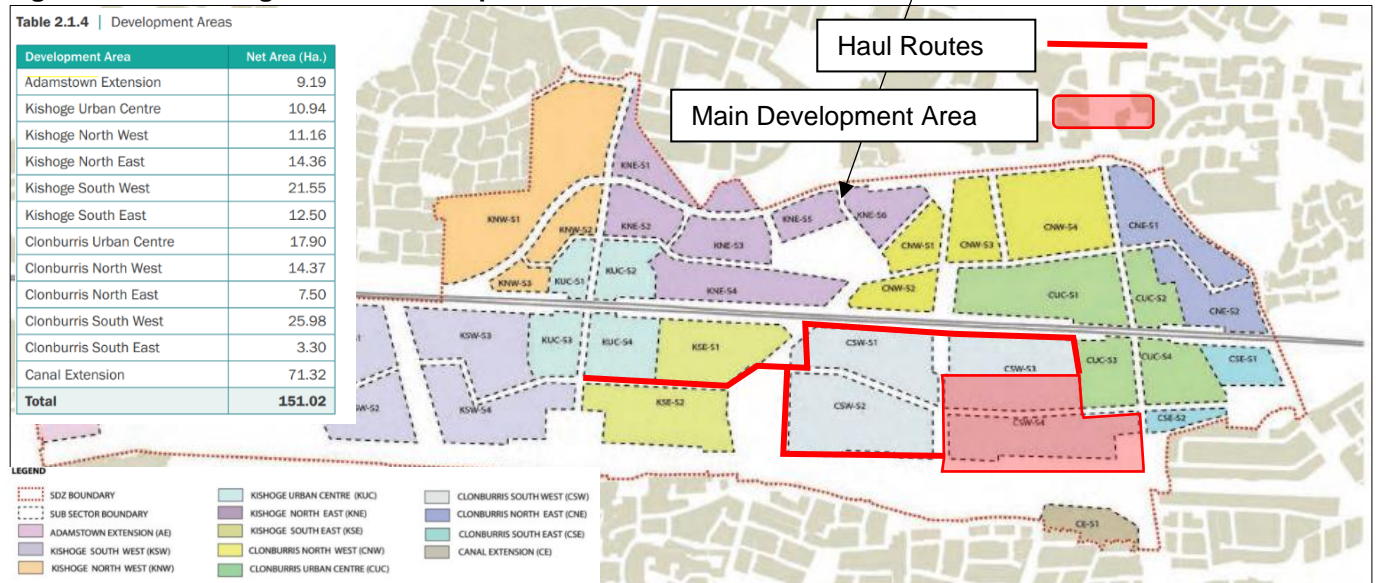 Table 2.1.4 | Development Areas
Development Area Net Area (Ha.)
Adamstown Extension 9.19
Kishoge Urban Centre 10.94
Kishoge North West 11.16
Kishoge North East 14.36
Kishoge South West 21.55
Kishoge South East 12.50
Clonburris Urban Centre 17.90
Clonburris North West 14.37
Clonburris North East 7.50
Clonburris South West 25.98
Clonburris South East 3.30
Canal Extension 71.32
Total 151.02
Haul Routes
Main Development Area
KNE-S1
KNW-S1
KNW-S2
KNE-S2
KNE-S3
KNE-S5
KNE-S6
CNW-S1
CNW-S3
CNW-S4
CNE-S1
KNW-S3
KUC-S1
KUC-S2
KNE-S4
CNW-S2
CUC-S1
CUC-S2
CNE-S2
KSW-S3
KUC-S3
KUC-S4
KSE-S1
CSW-S1
CSW-S3
CUC-S3
CUC-S4
CSE-S1
KSW-S4
KSE-S2
CSW-S2
CSW-S4
CSE-S2
CE-S1
LEGEND
SDZ BOUNDARY
SUB SECTOR BOUNDARY
ADAMSTOWN EXTENSION (AE)
KISHOGE SOUTH WEST (KSW)
KISHOGE NORTH WEST (KNW)
KISHOGE URBAN CENTRE (KUC)
KISHOGE NORTH EAST (KNE)
KISHOGE SOUTH EAST (KSE)
CLONBURRIS NORTH WEST (CNW)
CLONBURRIS URBAN CENTRE (CUC)
CLONBURRIS SOUTH WEST (CSW)
CLONBURRIS NORTH EAST (CNE)
CLONBURRIS SOUTH EAST (CSE)
CANAL EXTENSION (CE)